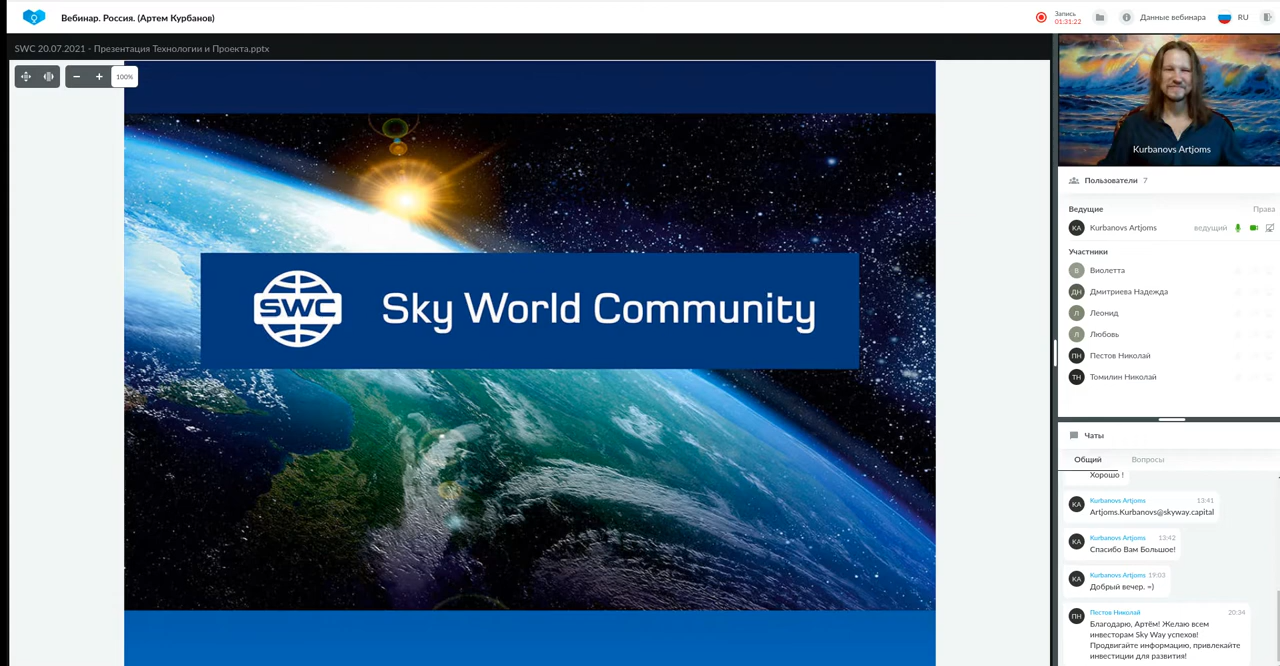 Вебинар. Россия. (Артем Курбанов)
Запись
01:31:22
Данные вебинара
RU
SWC 20.07.2021 - Презентация Технологии и Проекта.pptx
100%
SWC
Sky World Community
Kurbanovs Artjoms
Пользователи 7
Ведущие
Права
KA
Kurbanovs Artjoms
ведущий
Участники
В
Виолетта
ДН
Дмитриева Надежда
Л
Леонид
Л
Любовь
ПН
Пестов Николай
ТН
Томилин Николай
Чаты
Общий
Вопросы
Хорошо !
KA
Kurbanovs Artjoms 13:41
Artjoms.Kurbanovs@skyway.capital
KA
Kurbanovs Artjoms 13:42
Спасибо Вам Большое!
KA
Kurbanovs Artjoms 19:03
Добрый вечер. =)
ПН
Пестов Николай 20:34
Благодарю, Артём! Желаю всем
инвесторам Sky Way успехов!
Продвигайте информацию, привлекайте
инвестиции для развития!